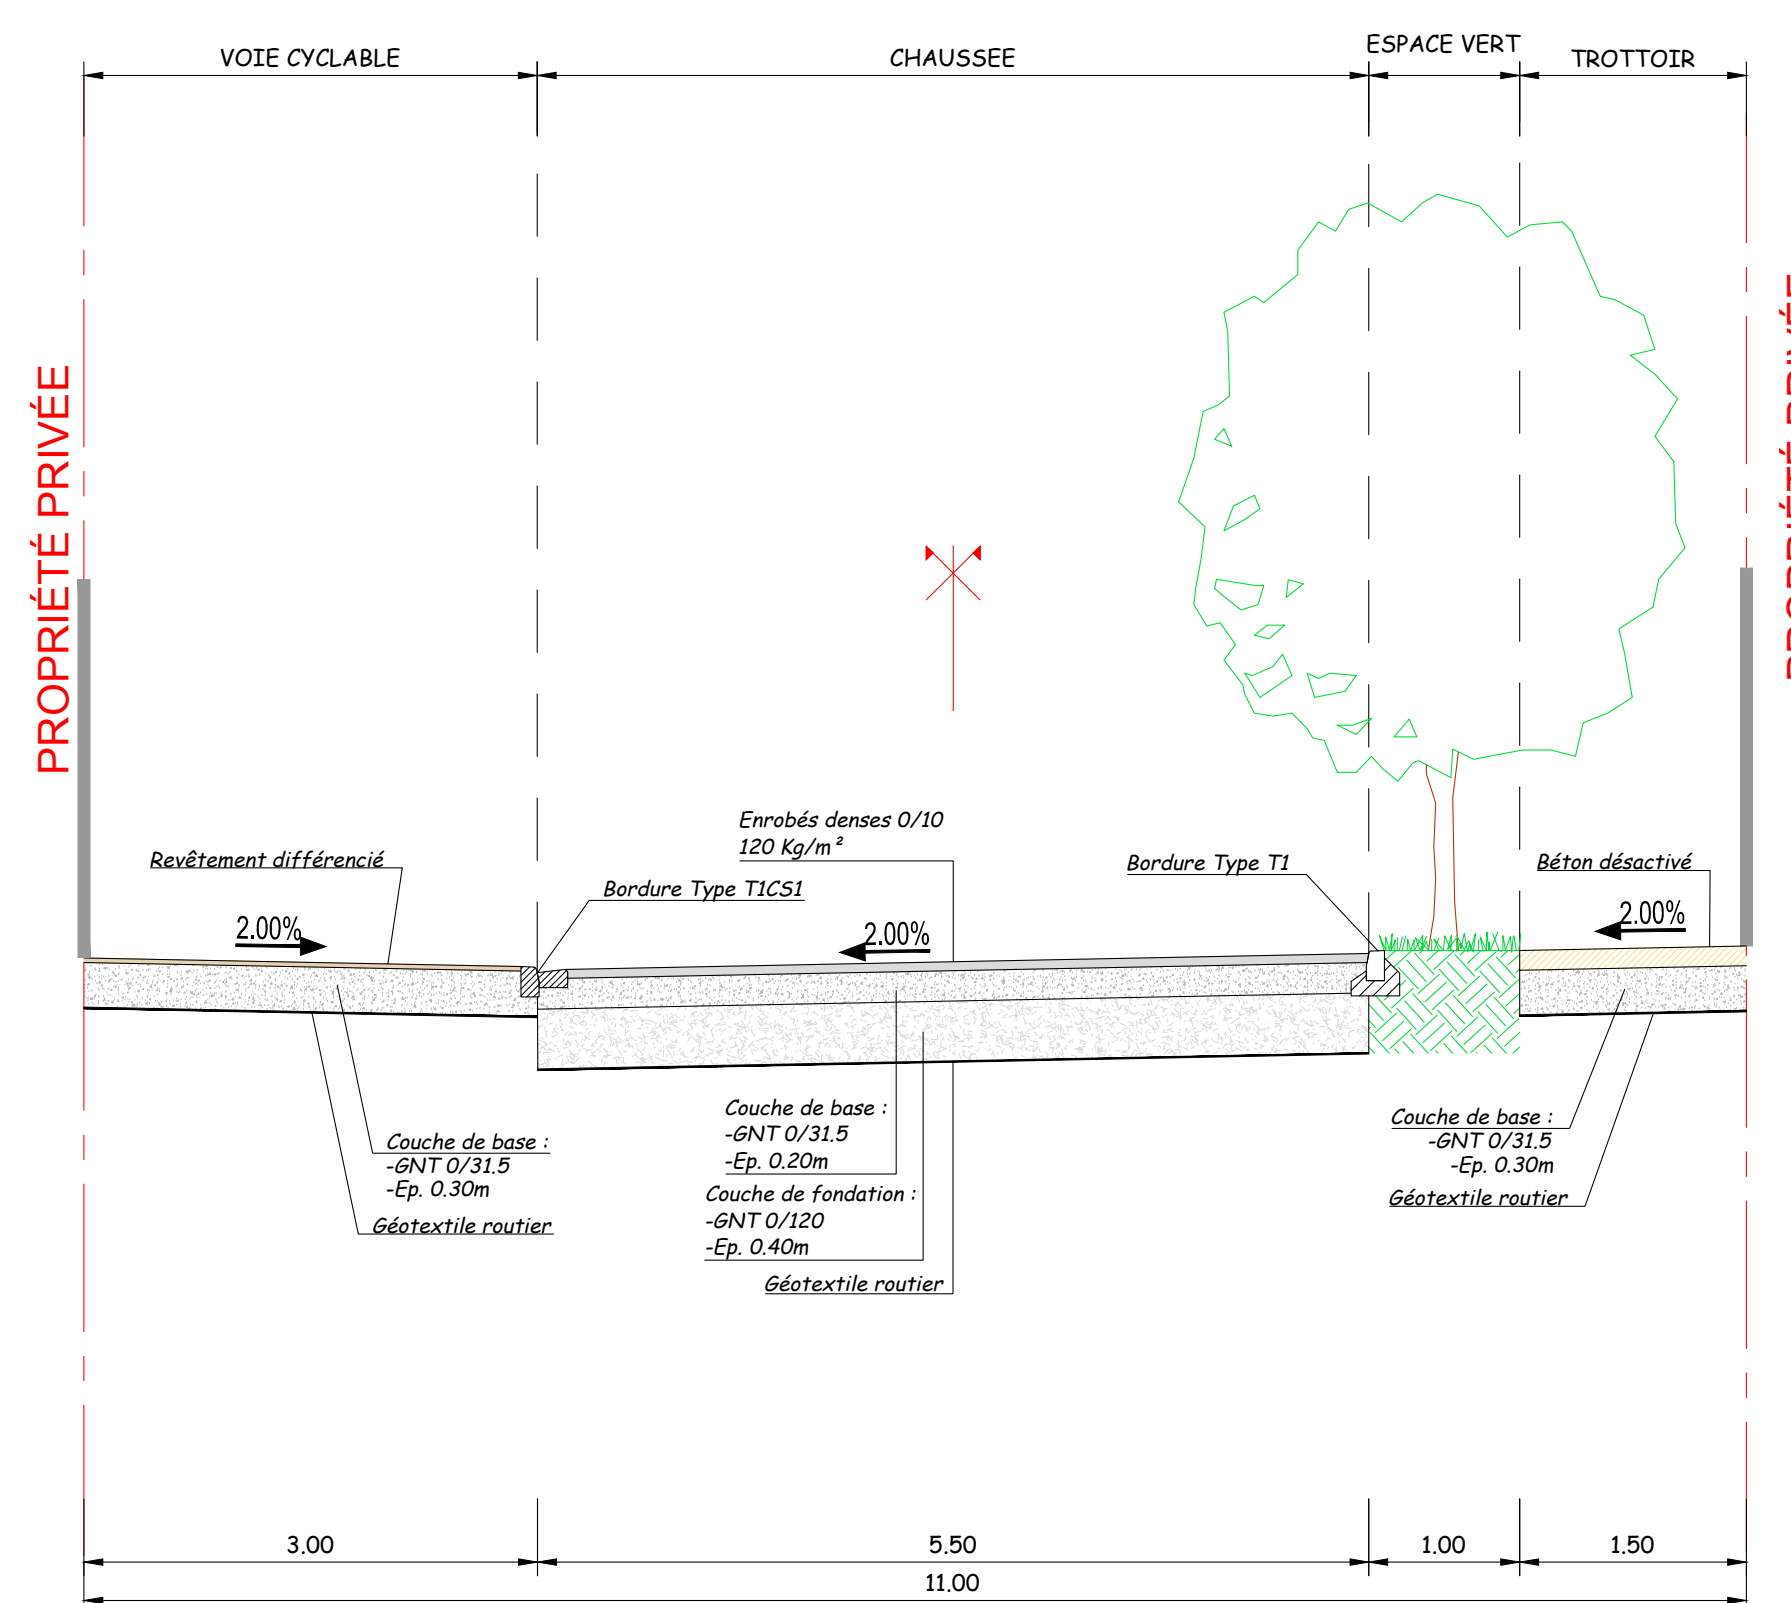 VOIE CYCLABLE
CHAUSSEE
ESPACE VERT
TROTTOIR
PROPRIÉTÉ PRIVÉE
PROPRIÉTÉ PRIVÉE
Enrobés denses 0/10
120 Kg/m²
Revêtement différencié
Bordure Type T1CS1
Bordure Type T1
Béton désactivé
2.00%
2.00%
2.00%
Couche de base :
-GNT 0/31.5
-Ep. 0.30m
Géotextile routier
Couche de base :
-GNT 0/31.5
-Ep. 0.20m
Couche de fondation :
-GNT 0/120
-Ep. 0.40m
Géotextile routier
Couche de base :
-GNT 0/31.5
-Ep. 0.30m
Géotextile routier
3.00
5.50
1.00
1.50
11.00